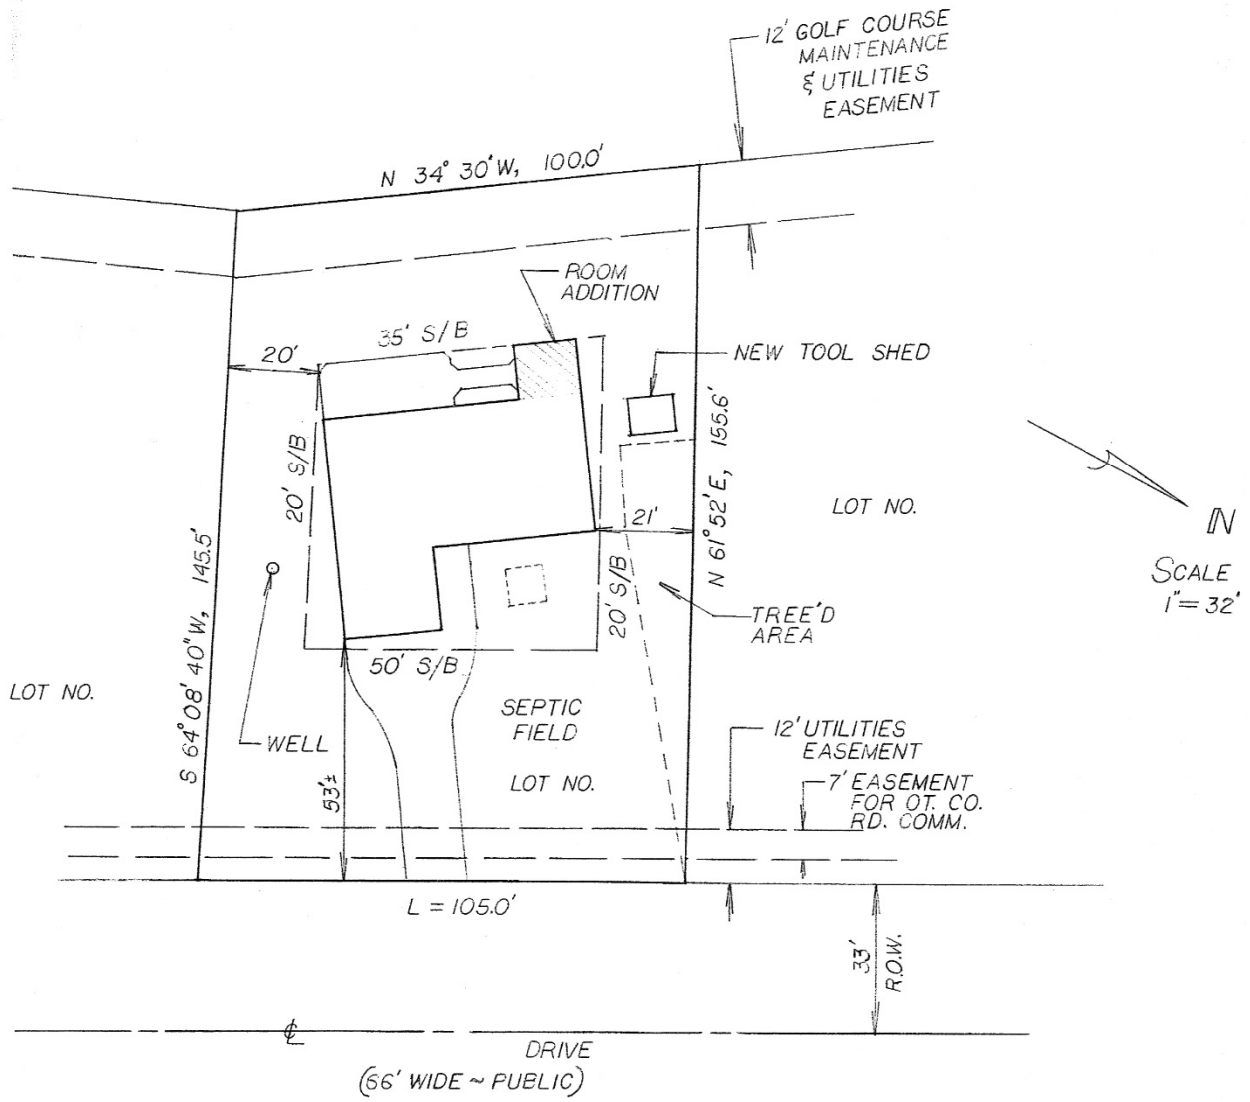 12' GOLF COURSE
MAINTENANCE
& UTILITIES
EASEMENT
N 34° 30' W, 100.0'
ROOM
ADDITION
35' S/B
20'
NEW TOOL SHED
20' S/B
N 61° 52' E, 155.6'
LOT NO.
21'
N
SCALE
1" = 32'
S 64° 08' 40" W, 145.5'
20' S/B
TREE'D
AREA
50' S/B
LOT NO.
SEPTIC
FIELD
WELL
12' UTILITIES
EASEMENT
LOT NO.
53'±
7' EASEMENT
FOR OT. CO.
RD. COMM.
L = 105.0'
33'
R.O.W.
℄
DRIVE
(66' WIDE ~ PUBLIC)